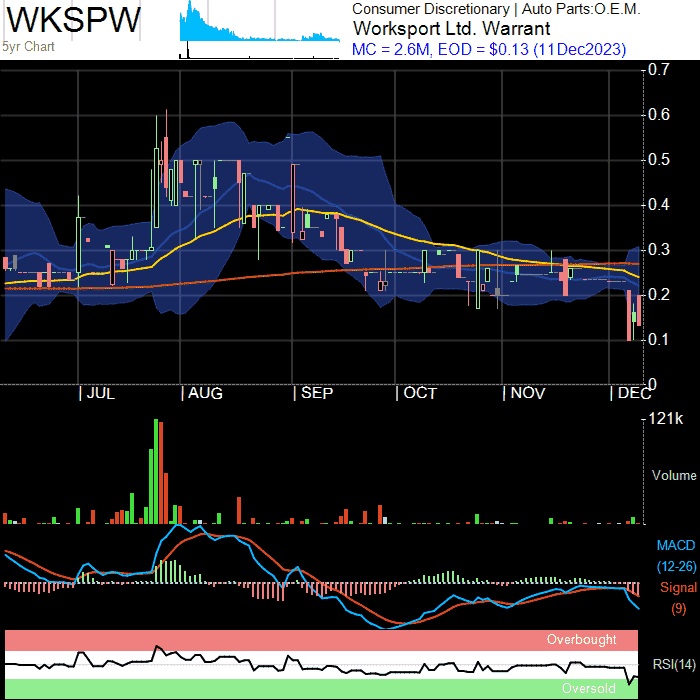 WKSPW
5yr Chart
Consumer Discretionary | Auto Parts:O.E.M.
Worksport Ltd. Warrant
MC = 2.6M, EOD = $0.13 (11Dec2023)
0.7
0.6
0.5
0.4
0.3
0.2
0.1
0
| JUL | AUG | SEP | OCT | NOV | DEC
121k
Volume
MACD
(12-26)
Signal
(9)
Overbought
RSI(14)
Oversold